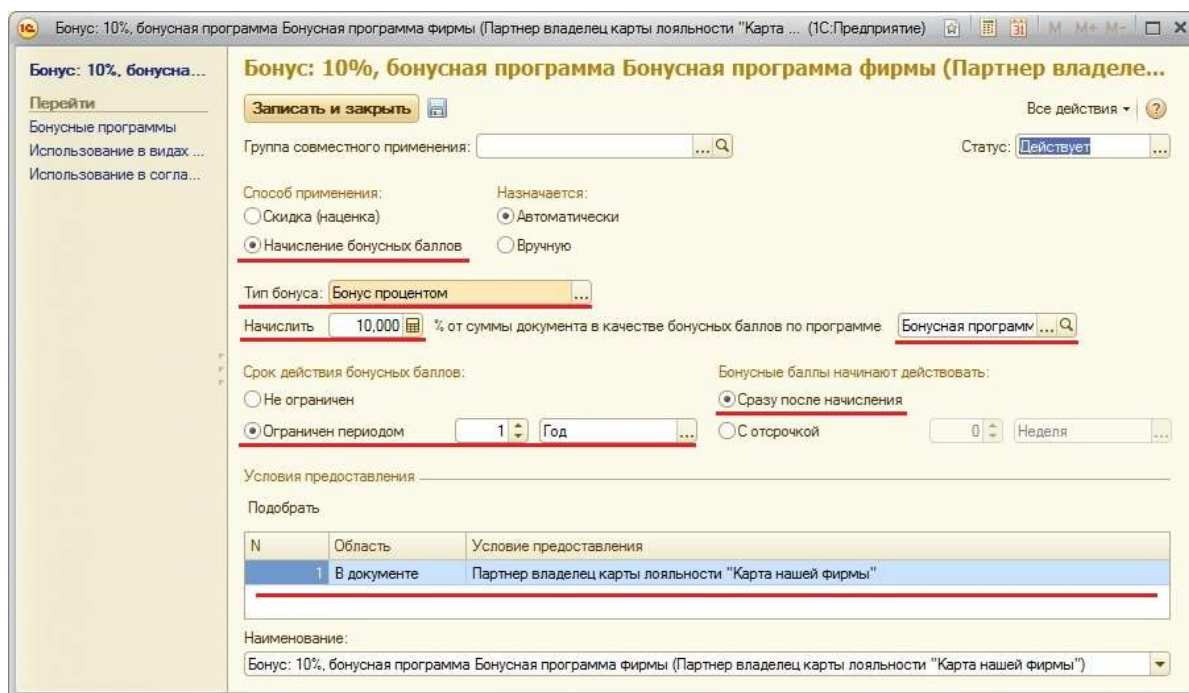 Бонус: 10%, бонусная программа Бонусная программа фирмы (Партнер владелец карты лояльности "Карта ... (1С:Предприятие)
M M+ M-
Бонус: 10%, бонусна...
Перейти
Бонусные программы
Использование в видах ...
Использование в согла...
Бонус: 10%, бонусная программа Бонусная программа фирмы (Партнер владеле...
Записать и закрыть
Все действия
Группа совместного применения: ...
Статус: Действует ...
Способ применения: Назначается:
Скидка (наценка) Автоматически
Начисление бонусных баллов Вручную
Тип бонуса: Бонус процентом ...
Начислить 10,000 % от суммы документа в качестве бонусных баллов по программе Бонусная программ ...
Срок действия бонусных баллов: Бонусные баллы начинают действовать:
Не ограничен Сразу после начисления
Ограничен периодом 1 Год ... С отсрочкой 0 Неделя ...
Условия предоставления
Подобрать
N Область Условие предоставления
1 В документе Партнер владелец карты лояльности "Карта нашей фирмы"
Наименование:
Бонус: 10%, бонусная программа Бонусная программа фирмы (Партнер владелец карты лояльности "Карта нашей фирмы")